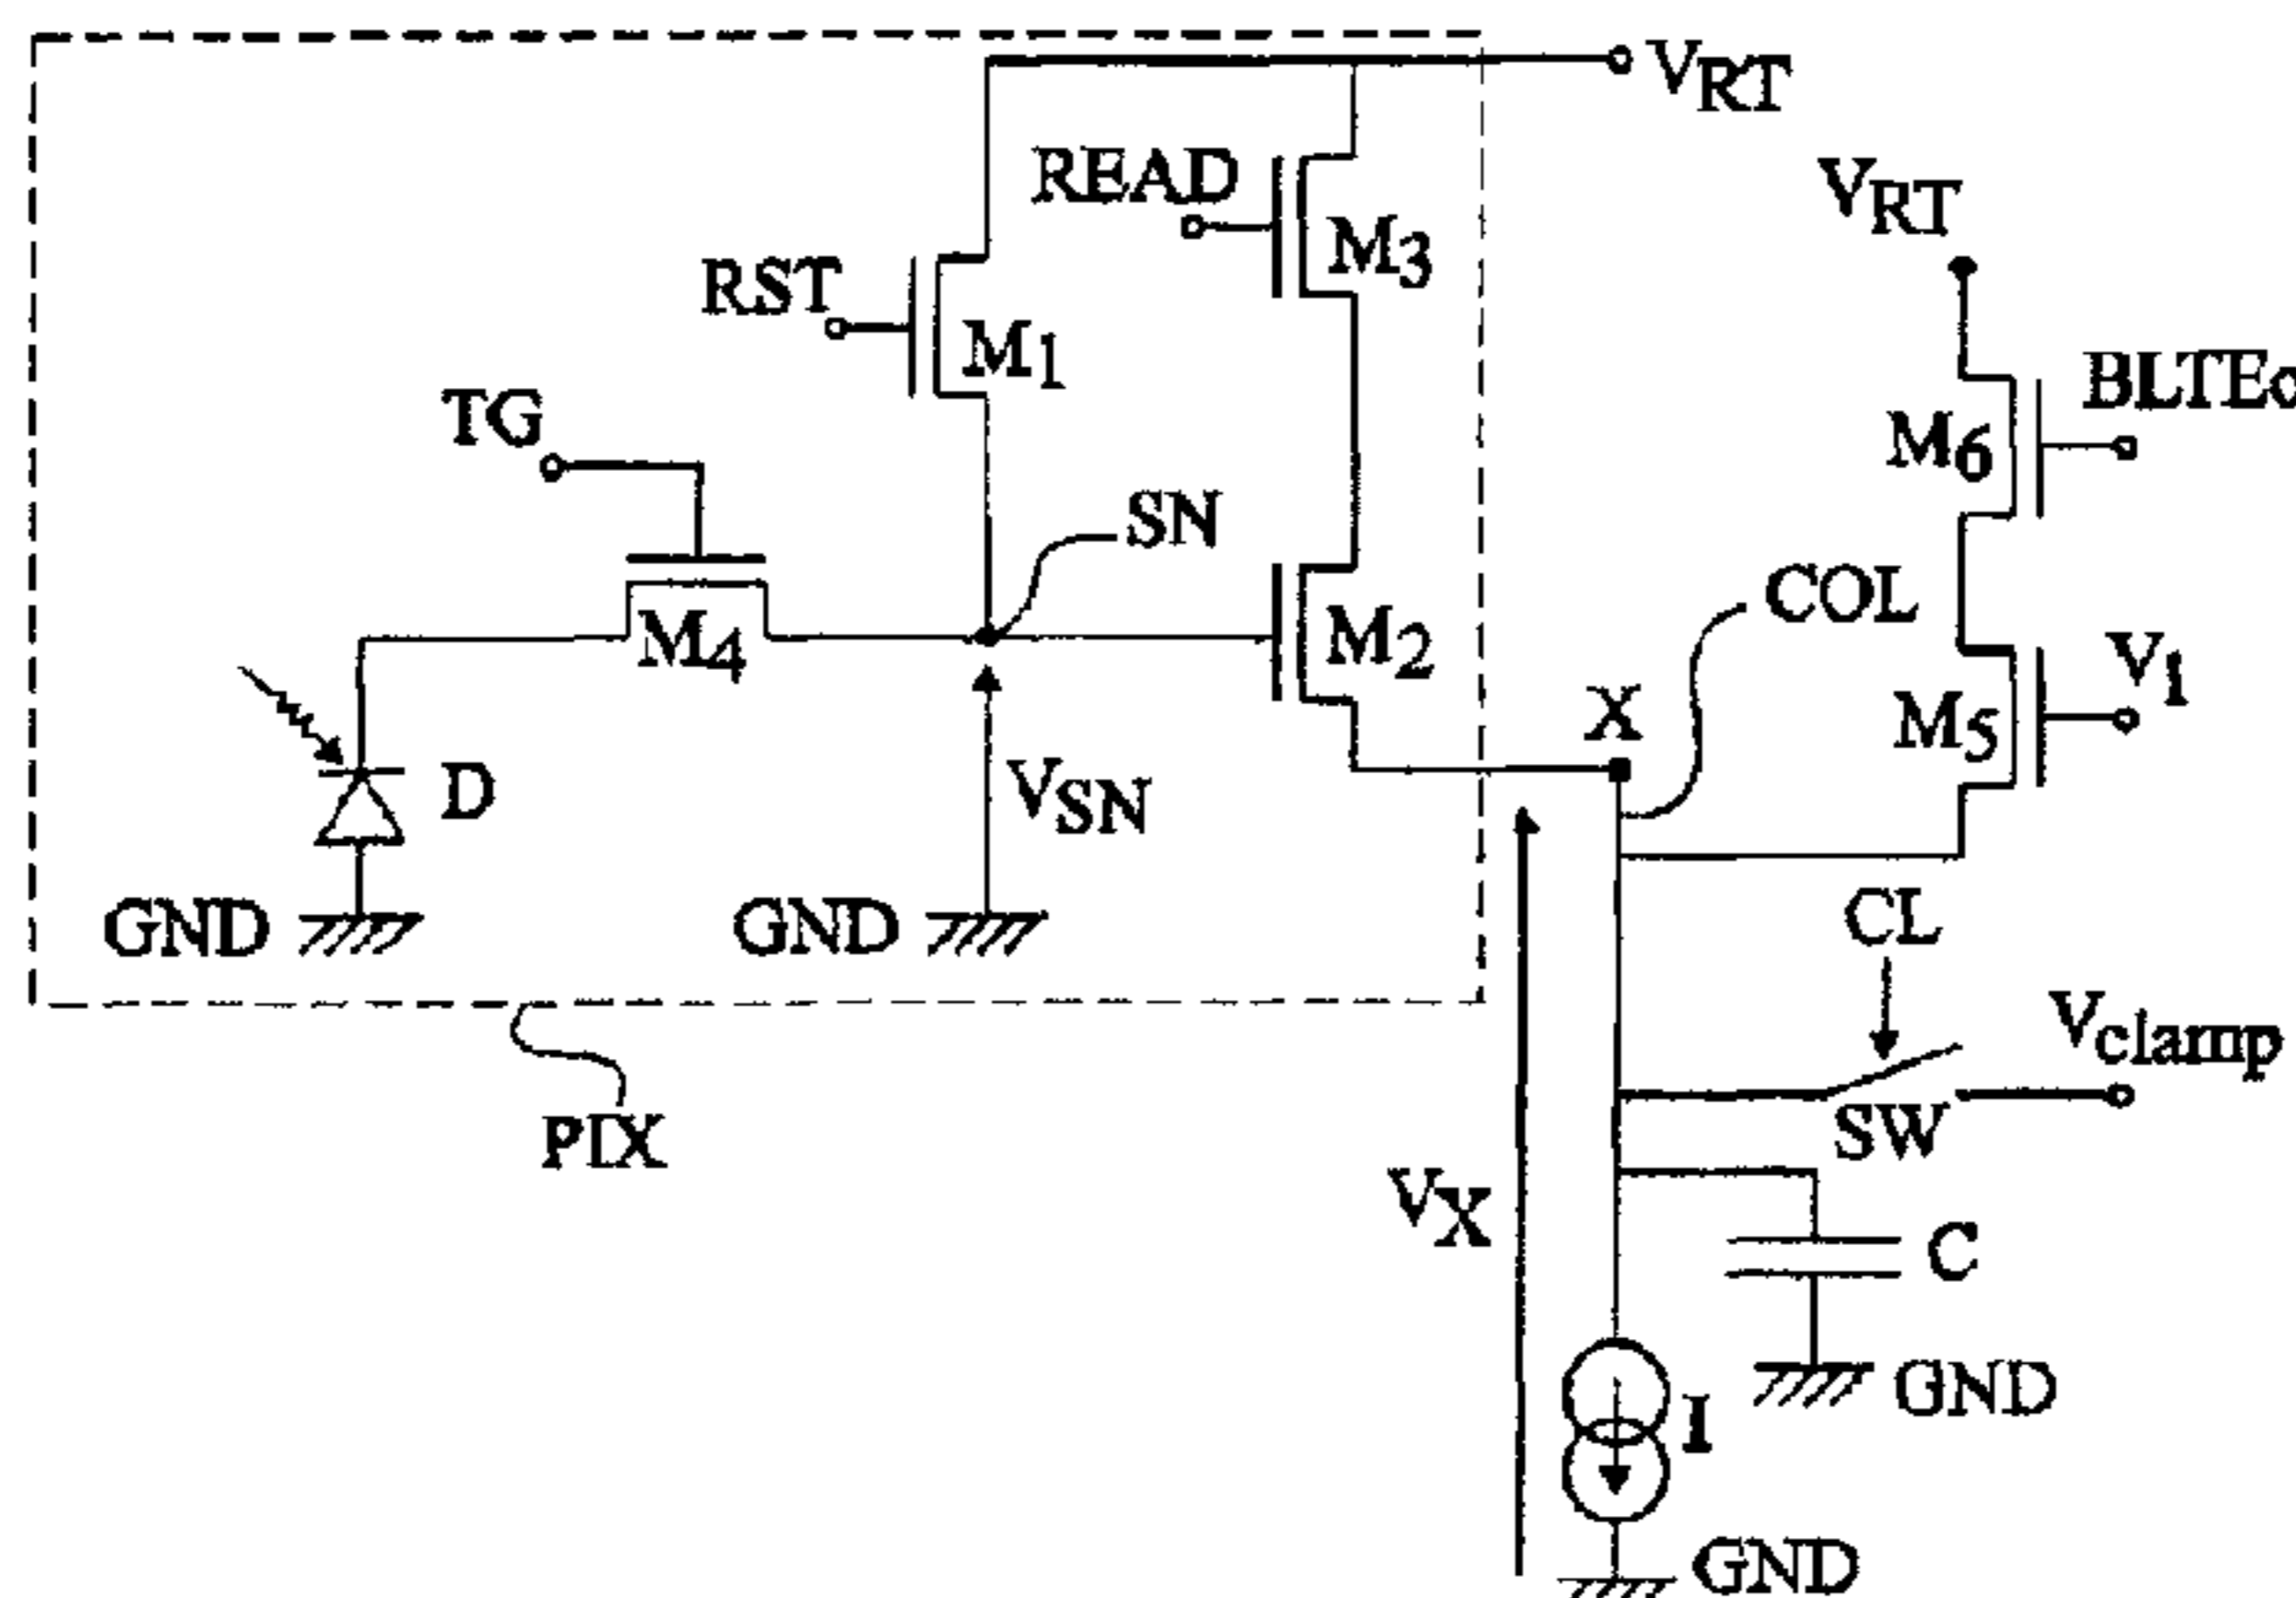 VRT
READ
M3
VRT
RST
M1
BLTEc
M6
TG
SN
COL
M4
M2
V1
X
M5
D
VSN
CL
GND
GND
Vclamp
SW
PIX
VX
C
GND
I
GND